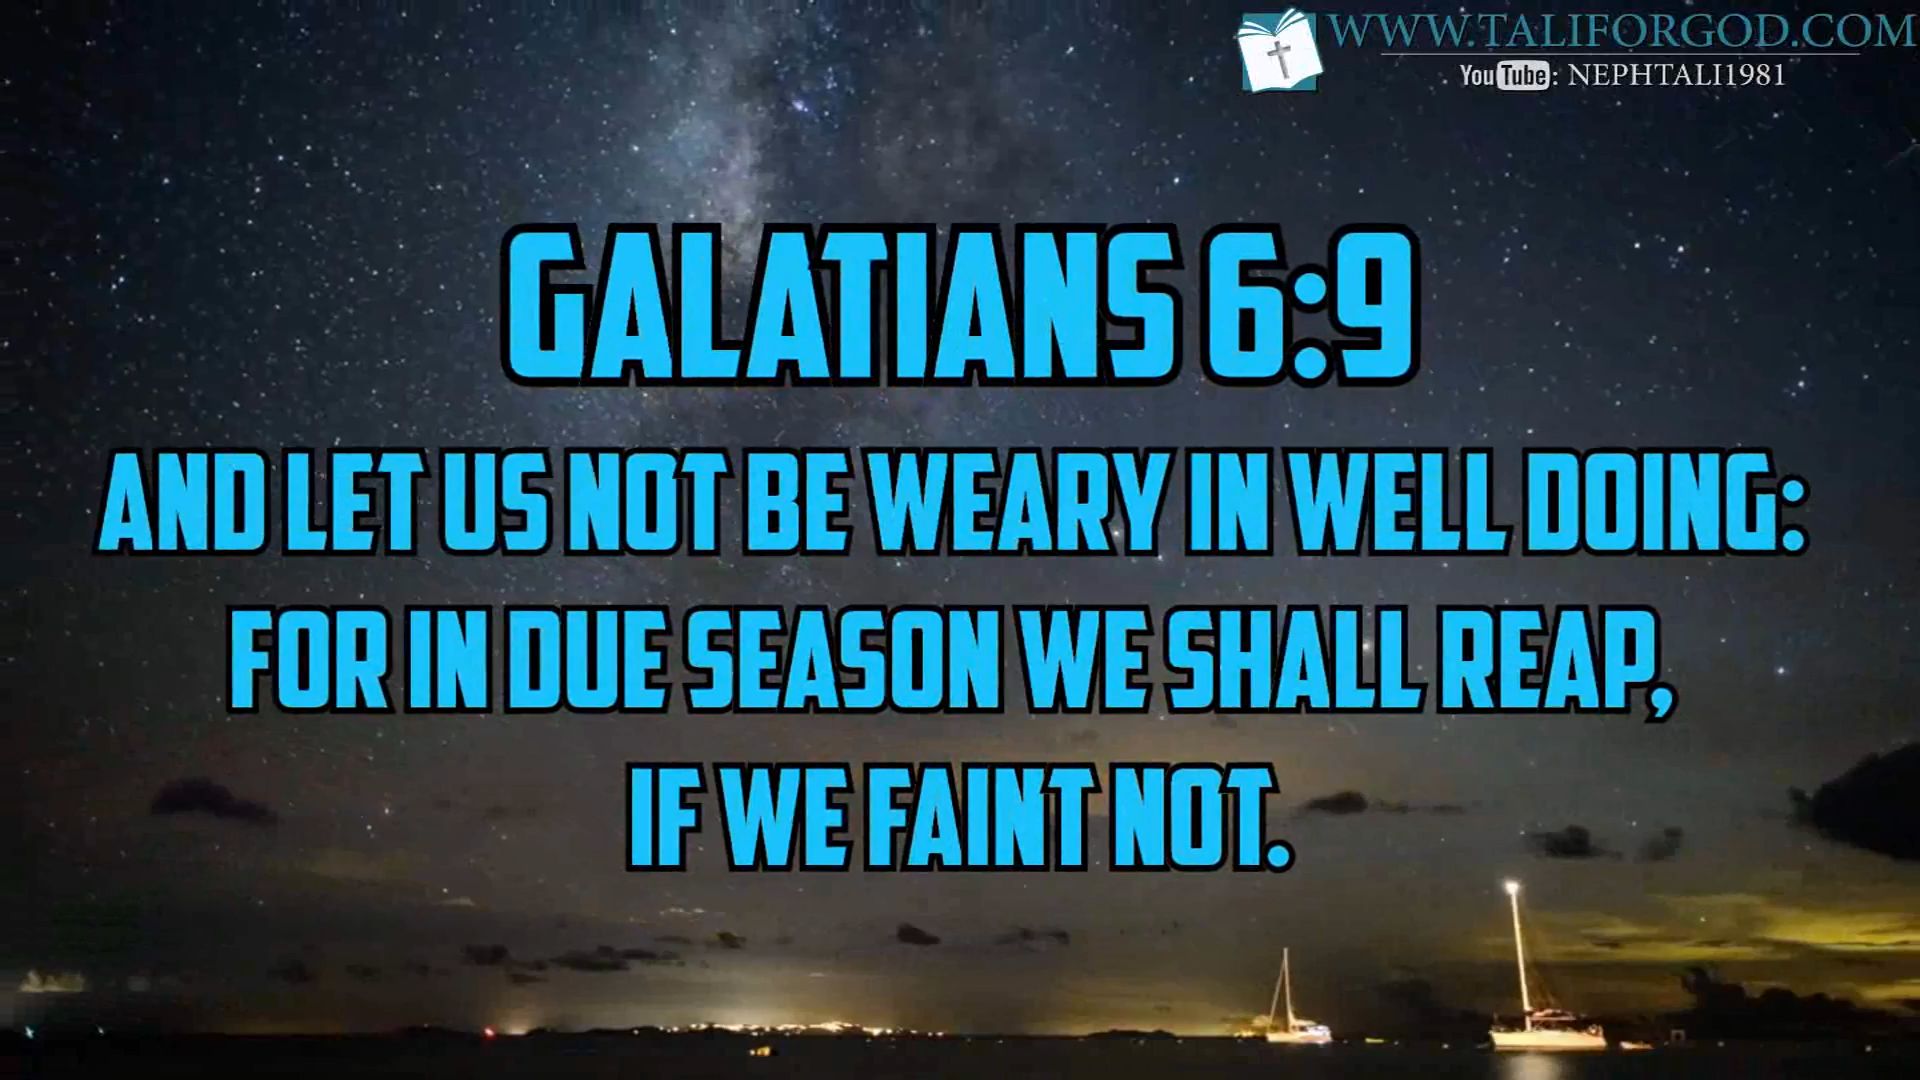 WWW.TALIFORGOD.COM
YouTube: NEPHTALI1981
GALATIANS 6:9
AND LET US NOT BE WEARY IN WELL DOING:
FOR IN DUE SEASON WE SHALL REAP,
IF WE FAINT NOT.